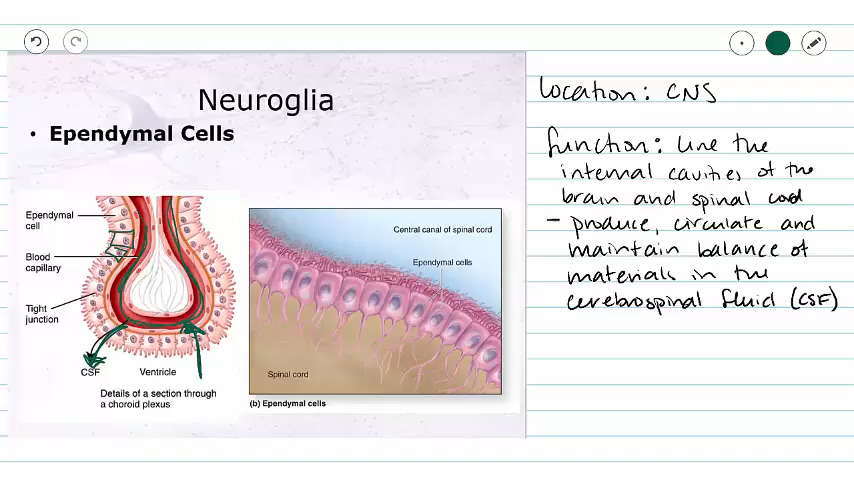 Neuroglia
• Ependymal Cells
Ependymal
cell
Blood
capillary
Tight
junction
CSF
Ventricle
Details of a section through
a choroid plexus
Central canal of spinal cord
Ependymal cells
Spinal cord
(b) Ependymal cells
Location: CNS
function: line the
internal cavities of the
brain and spinal cord
- produce, circulate and
maintain balance of
materials in the
cerebrospinal fluid (CSF)